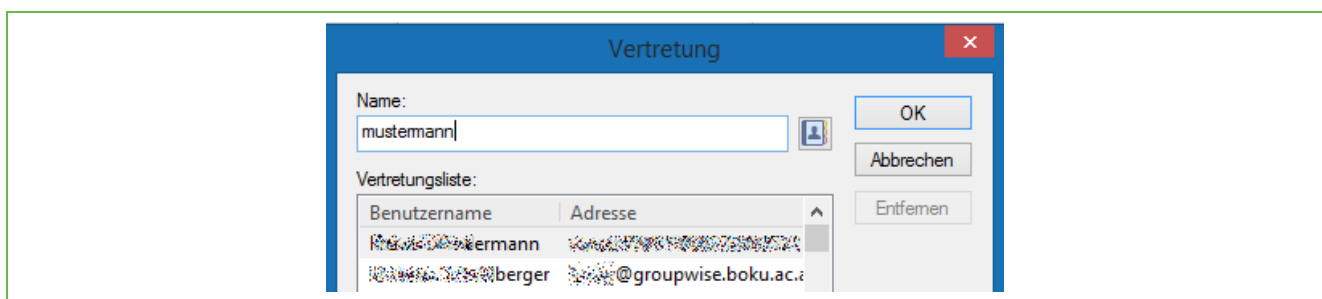 Vertretung
Name:
OK
mustermann
Abbrechen
Vertretungsliste:
Entfernen
Benutzername Adresse
ermann
berger @groupwise.boku.ac.a